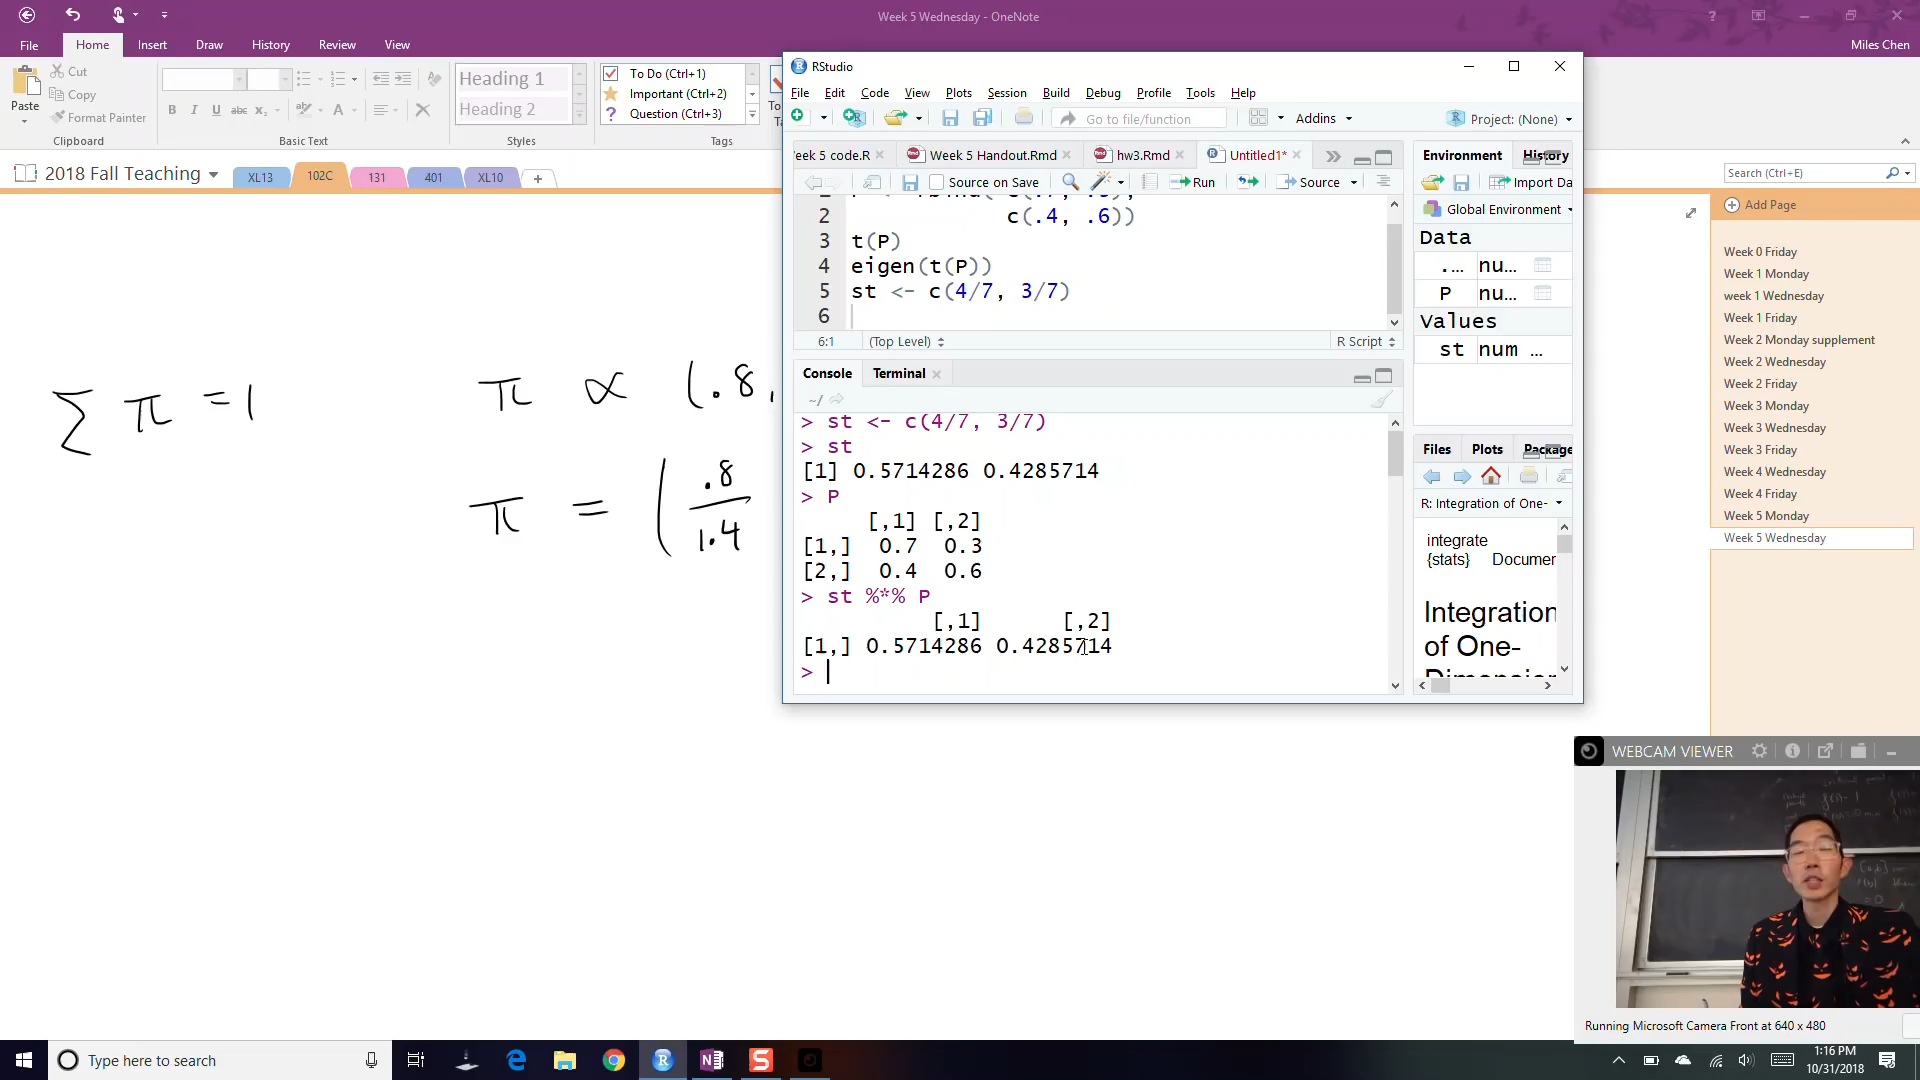 Week 5 Wednesday - OneNote
File Home Insert Draw History Review View
Miles Chen
Paste
Cut
Copy
Format Painter
Clipboard
B I U abc x₂ A
Basic Text
Heading 1
Heading 2
Styles
To Do (Ctrl+1)
Important (Ctrl+2)
Question (Ctrl+3)
Tags
2018 Fall Teaching
XL13 102C 131 401 XL10
Search (Ctrl+E)
Add Page
Week 0 Friday
Week 1 Monday
week 1 Wednesday
Week 1 Friday
Week 2 Monday supplement
Week 2 Wednesday
Week 2 Friday
Week 3 Monday
Week 3 Wednesday
Week 3 Friday
Week 4 Wednesday
Week 4 Friday
Week 5 Monday
Week 5 Wednesday
∑ π = 1
π ∝ (.8,
π = ( .8
1.4
RStudio
File Edit Code View Plots Session Build Debug Profile Tools Help
Go to file/function
Addins
Project: (None)
eek 5 code.R Week 5 Handout.Rmd hw3.Rmd Untitled1*
Source on Save
Run
Source
2 c(.4, .6))
3 t(P)
4 eigen(t(P))
5 st <- c(4/7, 3/7)
6
6:1 (Top Level) R Script
Console Terminal
~/
> st <- c(4/7, 3/7)
> st
[1] 0.5714286 0.4285714
> P
[,1] [,2]
[1,] 0.7 0.3
[2,] 0.4 0.6
> st %*% P
[,1] [,2]
[1,] 0.5714286 0.4285714
>
Environment History
Import Da
Global Environment
Data
... nu...
P nu...
Values
st num ...
Files Plots Package
R: Integration of One-
integrate
{stats} Documen
Integration
of One-
Dimension
WEBCAM VIEWER
Running Microsoft Camera Front at 640 x 480
Type here to search
1:16 PM
10/31/2018